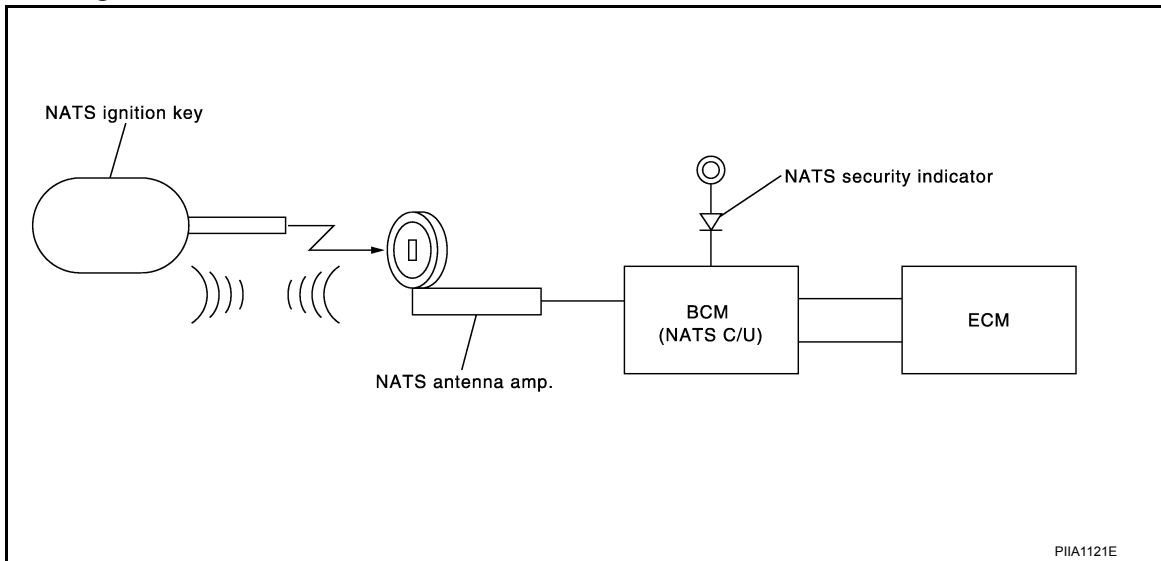 NATS ignition key
NATS security indicator
BCM
(NATS C/U)
ECM
NATS antenna amp.
PIIA1121E